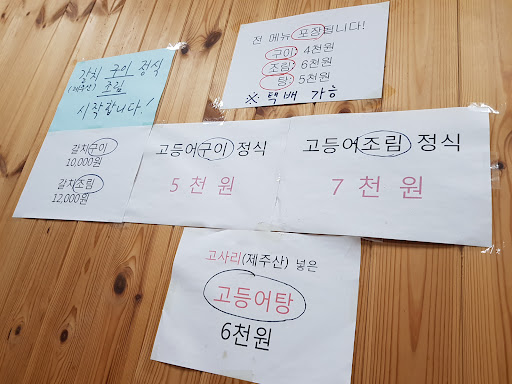 갈치 구이 정식
(제주산) 조림
시작합니다!
갈치구이
10,000원
갈치조림
12,000원
전 메뉴 포장됩니다!
구이 4천원
조림 6천원
탕 5천원
※ 택배 가능
고등어구이 정식
5 천 원
고등어조림 정식
7 천 원
고사리(제주산) 넣은
고등어탕
6천원